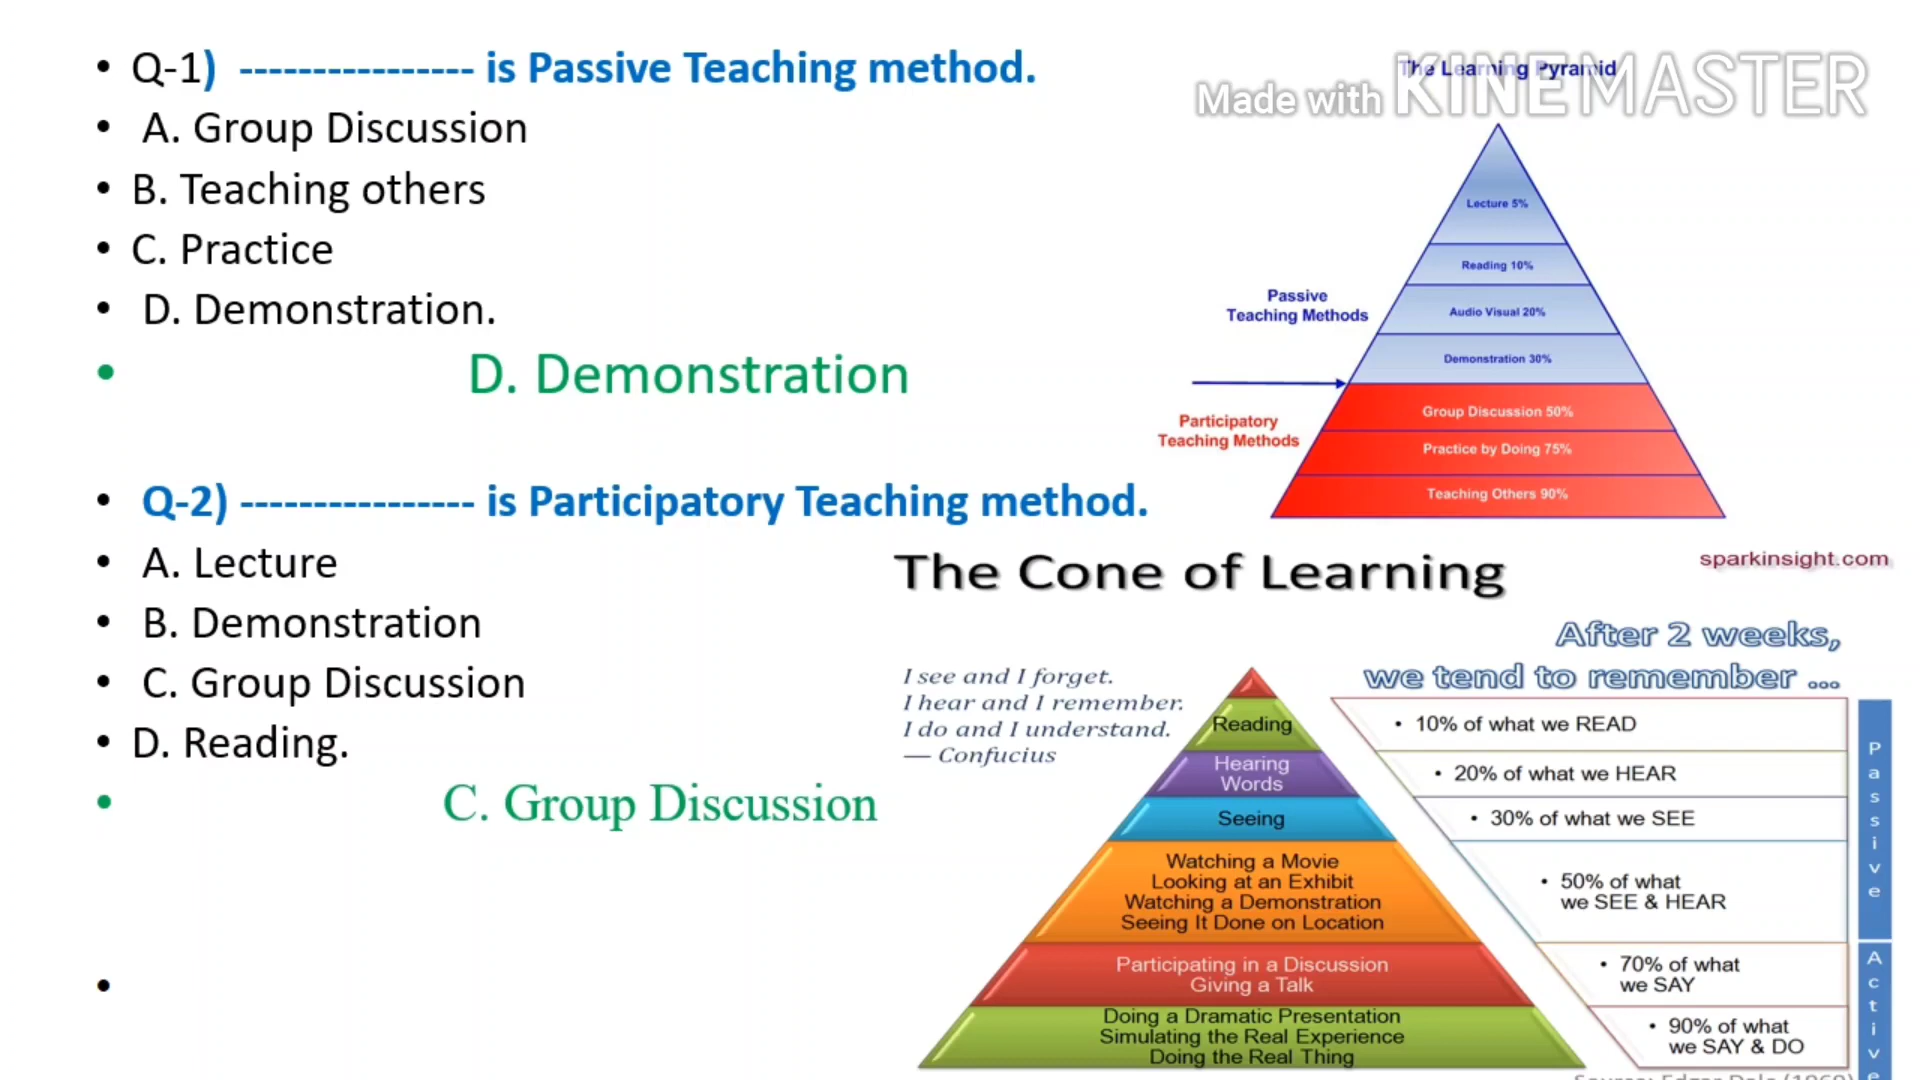 • Q-1) ---------------- is Passive Teaching method.
• A. Group Discussion
• B. Teaching others
• C. Practice
• D. Demonstration.
• D. Demonstration
• Q-2) ---------------- is Participatory Teaching method.
• A. Lecture
• B. Demonstration
• C. Group Discussion
• D. Reading.
• C. Group Discussion
•
The Learning Pyramid
Made with KINEMASTER
Lecture 5%
Reading 10%
Audio Visual 20%
Demonstration 30%
Passive
Teaching Methods
Participatory
Teaching Methods
Group Discussion 50%
Practice by Doing 75%
Teaching Others 90%
sparkinsight.com
The Cone of Learning
After 2 weeks,
we tend to remember ...
I see and I forget.
I hear and I remember.
I do and I understand.
— Confucius
Reading
Hearing
Words
Seeing
Watching a Movie
Looking at an Exhibit
Watching a Demonstration
Seeing It Done on Location
Participating in a Discussion
Giving a Talk
Doing a Dramatic Presentation
Simulating the Real Experience
Doing the Real Thing
• 10% of what we READ
• 20% of what we HEAR
• 30% of what we SEE
• 50% of what
we SEE & HEAR
• 70% of what
we SAY
• 90% of what
we SAY & DO
Passive
Active